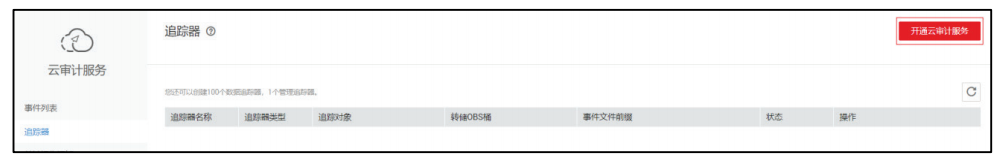 追踪器
开通云审计服务
云审计服务
您还可以创建100个数据追踪器、1个管理追踪器。
事件列表
追踪器名称 追踪器类型 追踪对象 转储OBS桶 事件文件前缀 状态 操作
追踪器